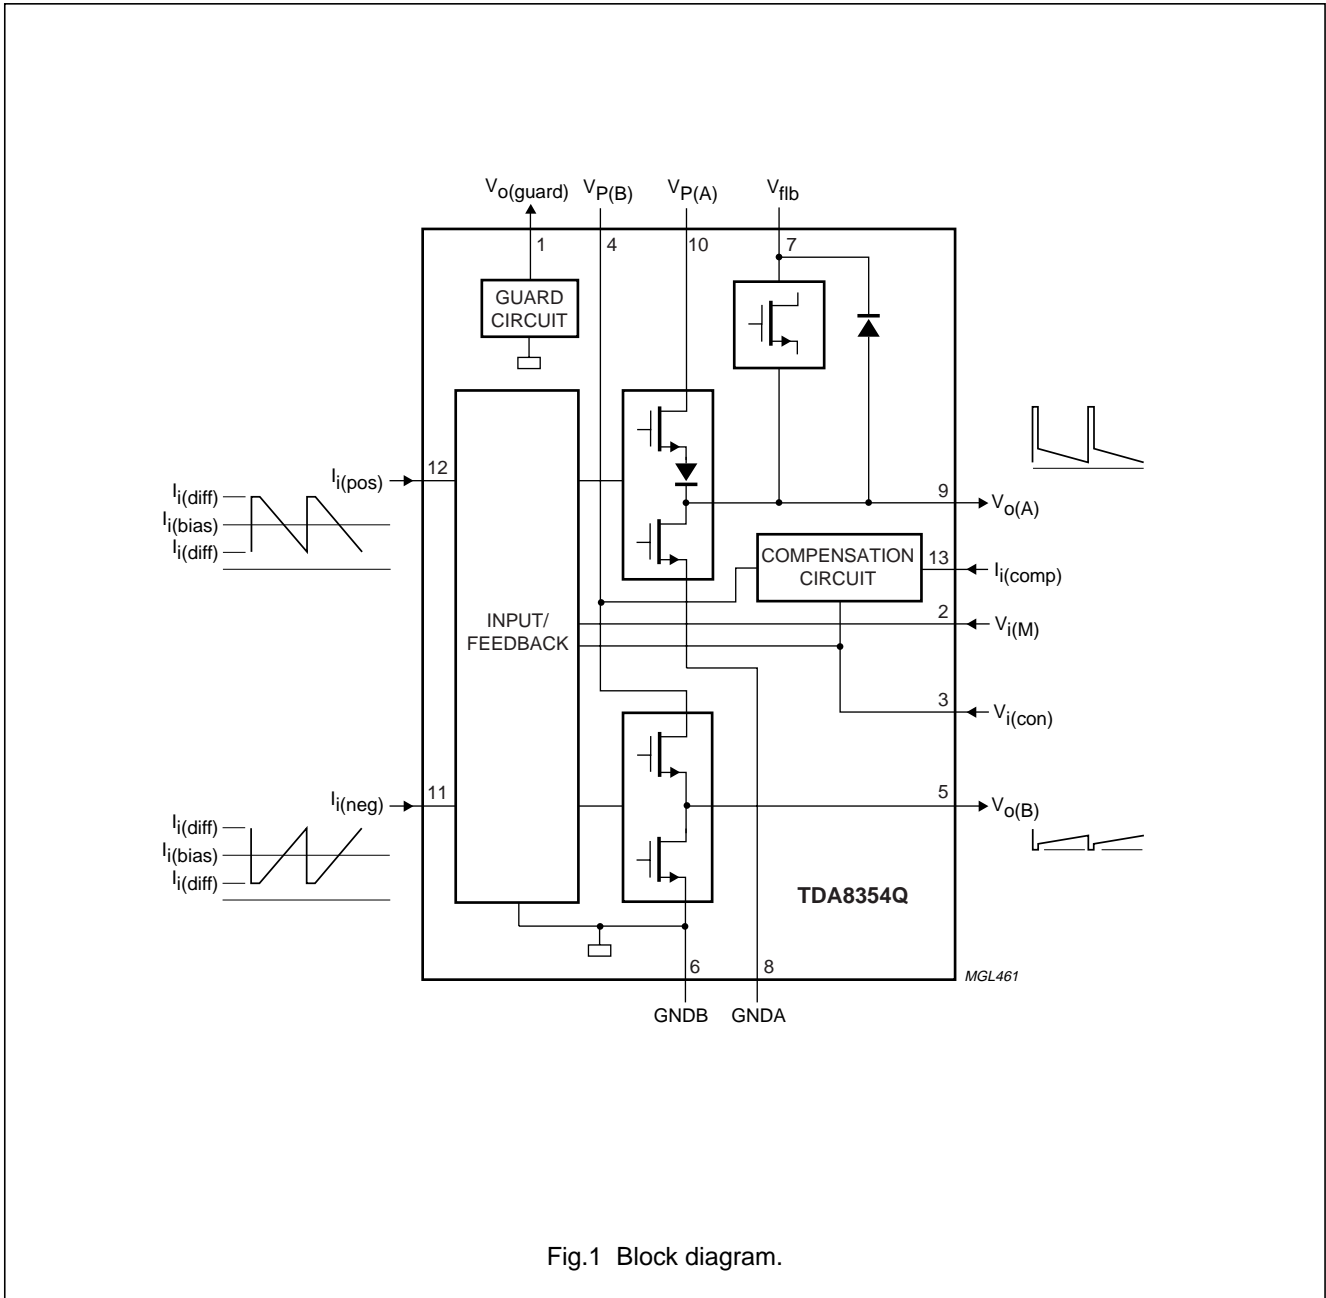 Vo(guard) VP(B) VP(A) Vflb
1 4 10 7
GUARD
CIRCUIT
Ii(diff)
Ii(bias)
Ii(diff)
Ii(pos) 12
9 Vo(A)
COMPENSATION
CIRCUIT
13 Ii(comp)
INPUT/
FEEDBACK
2 Vi(M)
3 Vi(con)
Ii(diff)
Ii(bias)
Ii(diff)
Ii(neg) 11
5 Vo(B)
TDA8354Q
6 8
MGL461
GNDB GNDA
Fig.1 Block diagram.